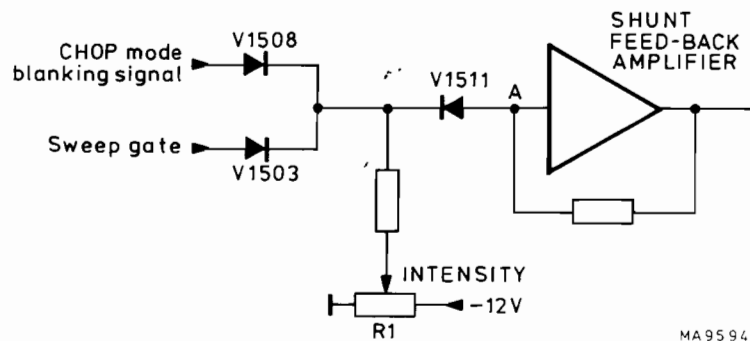 CHOP mode
blanking signal
V1508
Sweep gate
V1503
V1511
A
SHUNT
FEED-BACK
AMPLIFIER
INTENSITY
-12V
R1
MA9594